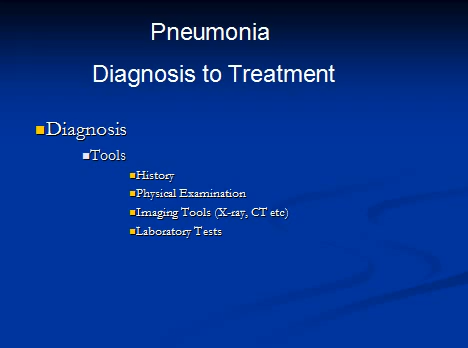 Pneumonia
Diagnosis to Treatment
Diagnosis
Tools
History
Physical Examination
Imaging Tools (X-ray, CT etc)
Laboratory Tests